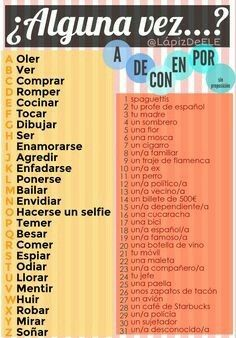 ¿Alguna vez...?
@LápizDeELE
A DE CON EN POR
sin preposición
A Oler
B Ver
C Comprar
D Romper
E Cocinar
F Tocar
G Dibujar
H Ser
I Enamorarse
J Agredir
K Enfadarse
L Ponerse
M Bailar
N Envidiar
O Hacerse un selfie
P Temer
Q Besar
R Comer
S Espiar
T Odiar
U Llorar
V Mentir
W Huir
X Robar
Y Mirar
Z Soñar
1 spaguettis
2 tu profe de español
3 tu madre
4 un sombrero
5 una flor
6 una mosca
7 un cigarro
8 un/a familiar
9 un traje de flamenca
10 un/a ex
11 un perro
12 un/a político/a
13 un/a vecino/a
14 un billete de 500€
15 un/a dependiente/a
16 una cucaracha
17 una bici
18 un/a español/a
19 un/a famoso/a
20 una botella de vino
21 tu móvil
22 una maleta
23 un/a compañero/a
24 tu jefe
25 una paella
26 unos zapatos de tacón
27 un avión
28 un café de Starbucks
29 un/a policía
30 un sujetador
31 un/a desconocido/a